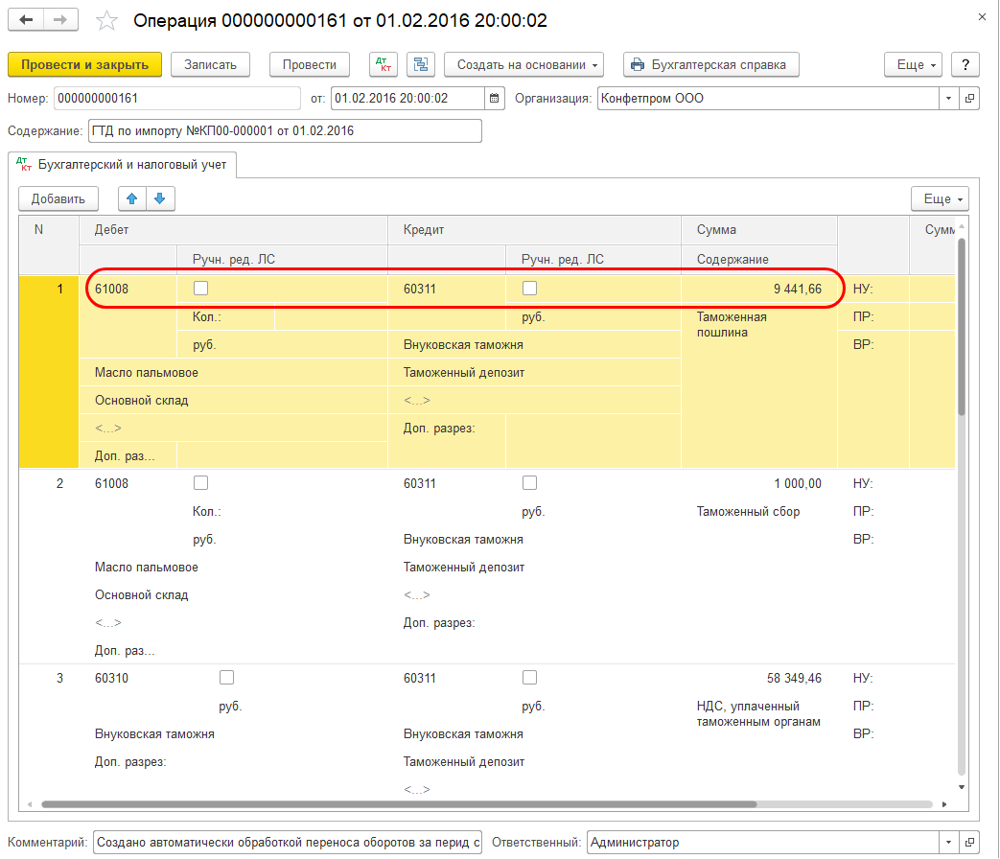 Операция 000000000161 от 01.02.2016 20:00:02
Провести и закрыть Записать Провести Дт Кт Создать на основании Бухгалтерская справка Еще ?
Номер: 000000000161 от: 01.02.2016 20:00:02 Организация: Конфетпром ООО
Содержание: ГТД по импорту №КП00-000001 от 01.02.2016
Дт Кт Бухгалтерский и налоговый учет
Добавить Еще
N Дебет Кредит Сумма Сумм
Ручн. ред. ЛС Ручн. ред. ЛС Содержание
1 61008 60311 9 441,66 НУ:
Кол.: руб. Таможенная пошлина ПР:
руб. Внуковская таможня ВР:
Масло пальмовое Таможенный депозит
Основной склад <...>
<...> Доп. разрез:
Доп. раз...
2 61008 60311 1 000,00 НУ:
Кол.: руб. Таможенный сбор ПР:
руб. Внуковская таможня ВР:
Масло пальмовое Таможенный депозит
Основной склад <...>
<...> Доп. разрез:
Доп. раз...
3 60310 60311 58 349,46 НУ:
руб. руб. НДС, уплаченный таможенным органам ПР:
Внуковская таможня Внуковская таможня ВР:
Доп. разрез: Таможенный депозит
<...>
Комментарий: Создано автоматически обработкой переноса оборотов за перид с Ответственный: Администратор